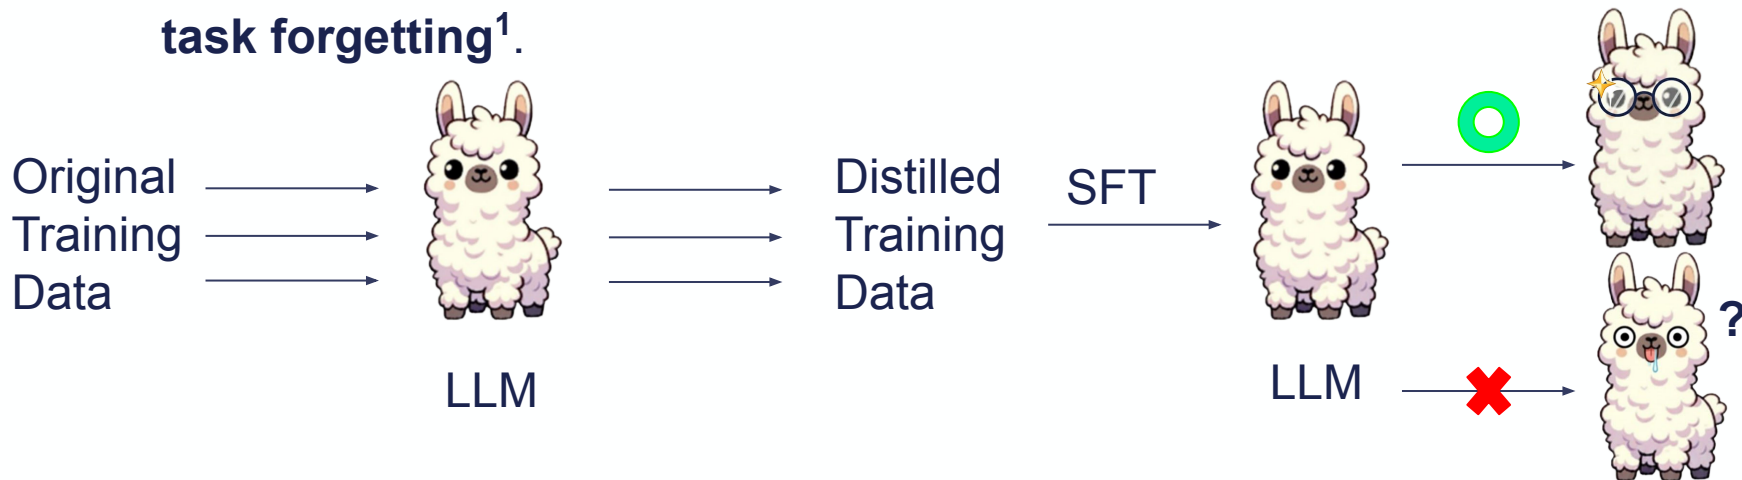 task forgetting¹.
Original
Training
Data
LLM
Distilled
Training
Data
SFT
LLM
?